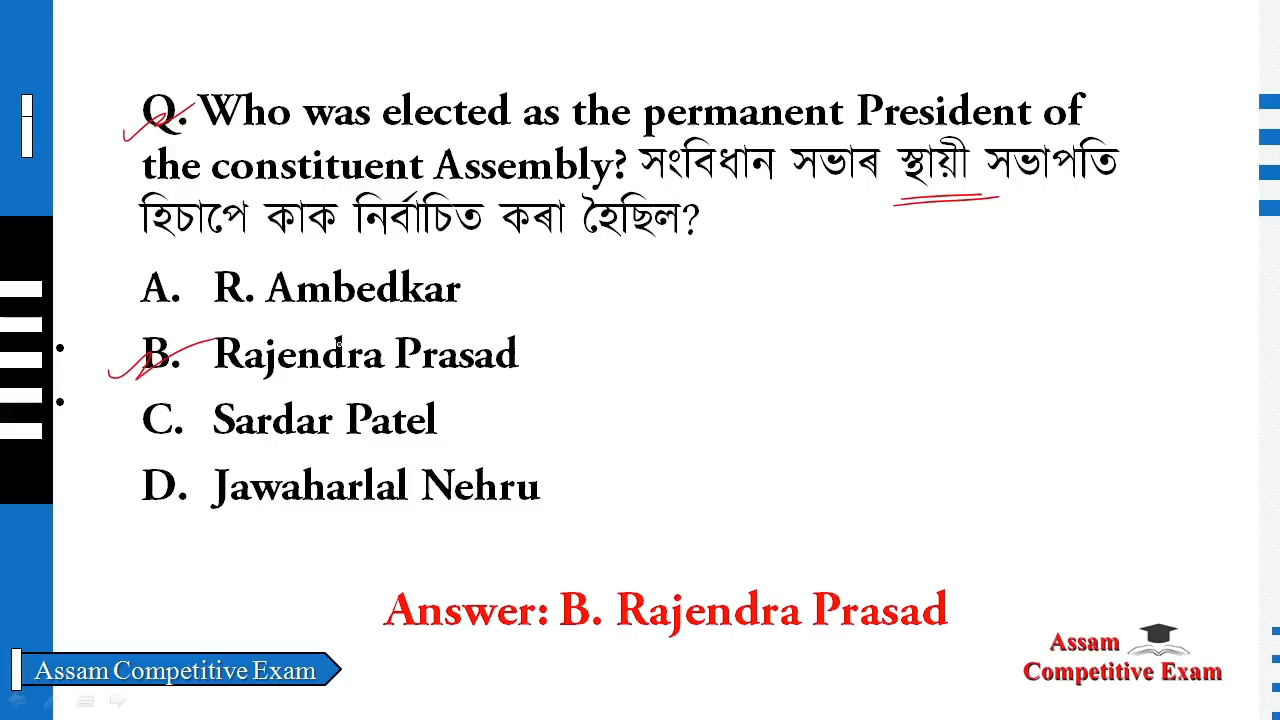 Q. Who was elected as the permanent President of
the constituent Assembly? সংবিধান সভাৰ স্থায়ী সভাপতি
হিচাপে কাক নিৰ্বাচিত কৰা হৈছিল?
A. R. Ambedkar
B. Rajendra Prasad
C. Sardar Patel
D. Jawaharlal Nehru
Answer: B. Rajendra Prasad
Assam Competitive Exam
Assam
Competitive Exam